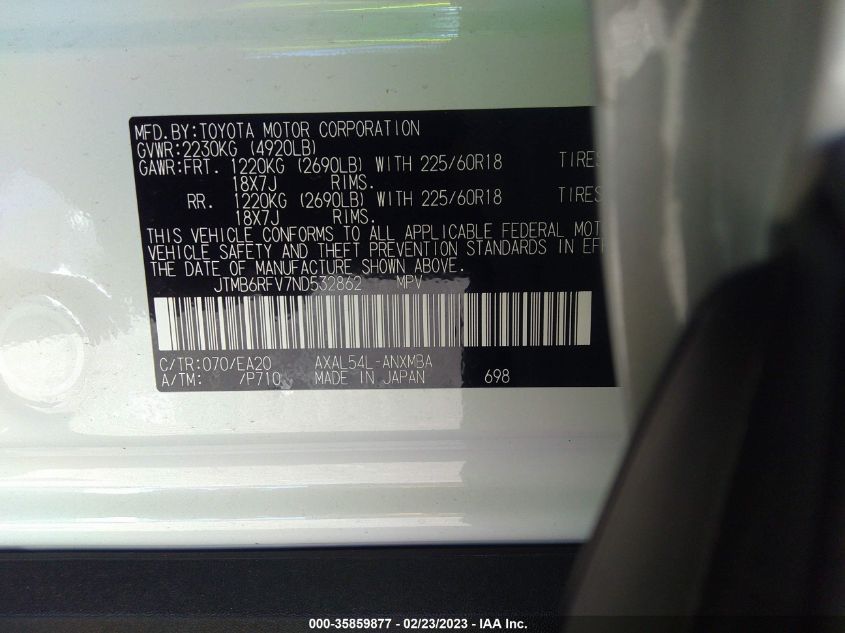 MFD.BY:TOYOTA MOTOR CORPORATION
GVWR:2230KG (4920LB)
GAWR:FRT. 1220KG (2690LB) WITH 225/60R18 TIRES
18X7J RIMS.
RR. 1220KG (2690LB) WITH 225/60R18 TIRES
18X7J RIMS.
THIS VEHICLE CONFORMS TO ALL APPLICABLE FEDERAL MOT
VEHICLE SAFETY AND THEFT PREVENTION STANDARDS IN EFF
THE DATE OF MANUFACTURE SHOWN ABOVE.
JTMB6RFV7ND532862 MPV
C/TR:070/EA20 AXAL54L-ANXMBA
A/TM: /P710 MADE IN JAPAN 698
000-35859877 - 02/23/2023 - IAA Inc.